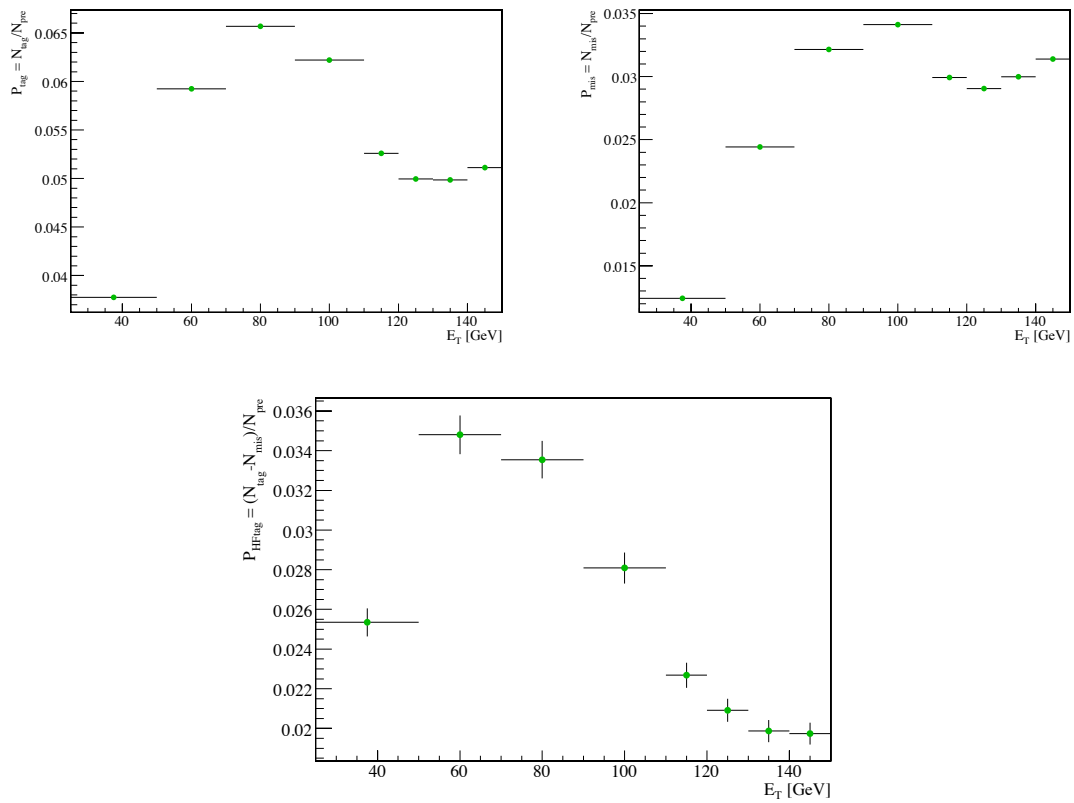 P_tag = N_tag/N_pre
0.065
0.06
0.055
0.05
0.045
0.04
40 60 80 100 120 140
E_T [GeV]
P_mis = N_mis/N_pre
0.035
0.03
0.025
0.02
0.015
40 60 80 100 120 140
E_T [GeV]
P_HFtag = (N_tag-N_mis)/N_pre
0.036
0.034
0.032
0.03
0.028
0.026
0.024
0.022
0.02
40 60 80 100 120 140
E_T [GeV]